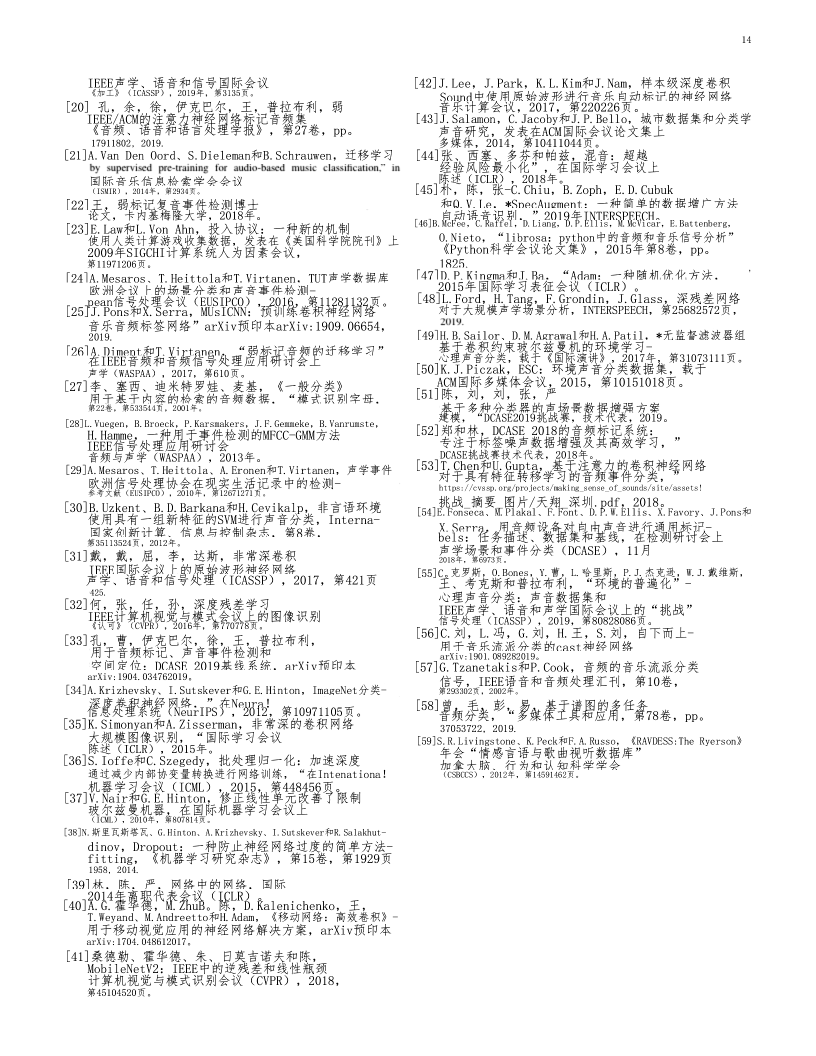 14
IEEE声学、语音和信号国际会议
《加工》（ICASSP），2019年，第3135页。
[20] 孔，余，徐，伊克巴尔，王，普拉布利，弱
IEEE/ACM的注意力神经网络标记音频集
《音频、语音和语言处理学报》，第27卷，pp。
17911802，2019.
[21]A.Van Den Oord、S.Dieleman和B.Schrauwen，迁移学习
by supervised pre-training for audio-based music classification,” in
国际音乐信息检索学会会议
（ISMIR），2014年，第2934页。
[22]王，弱标记复音事件检测博士
论文，卡内基梅隆大学，2018年。
[23]E.Law和L.Von Ahn，投入协议：一种新的机制
使用人类计算游戏收集数据，发表在《美国科学院院刊》上
2009年SIGCHI计算系统人为因素会议，
第11971206页。
[24]A.Mesaros、T.Heittola和T.Virtanen，TUT声学数据库
欧洲会议上的场景分类和声音事件检测-
pean信号处理会议（EUSIPCO），2016，第11281132页。
[25]J.Pons和X.Serra，MUsICNN：预训练卷积神经网络
音乐音频标签网络”arXiv预印本arXiv:1909.06654，
2019.
[26]A.Diment和T.Virtanen，“弱标记音频的迁移学习”
在IEEE音频和音频信号处理应用研讨会上
声学（WASPAA），2017，第610页。
[27]李、塞西、迪米特罗娃、麦基，《一般分类》
用于基于内容的检索的音频数据，“模式识别字母，
第22卷，第533544页，2001年。
[28]L.Vuegen，B.Broeck，P.Karsmakers，J.F.Gemmeke，B.Vanrumste，
H.Hamme，一种用于事件检测的MFCC-GMM方法
IEEE信号处理应用研讨会
音频与声学（WASPAA），2013年。
[29]A.Mesaros、T.Heittola、A.Eronen和T.Virtanen，声学事件
欧洲信号处理协会在现实生活记录中的检测-
参考文献（EUSIPCO），2010年，第12671271页。
[30]B.Uzkent、B.D.Barkana和H.Cevikalp，非言语环境
使用具有一组新特征的SVM进行声音分类，Interna-
国家创新计算、信息与控制杂志，第8卷，
第35113524页，2012年。
[31]戴，戴，屈，李，达斯，非常深卷积
IEEE国际会议上的原始波形神经网络
声学、语音和信号处理（ICASSP），2017，第421页
425.
[32]何，张，任，孙，深度残差学习
IEEE计算机视觉与模式会议上的图像识别
《认可》（CVPR），2016年，第770778页。
[33]孔，曹，伊克巴尔，徐，王，普拉布利，
用于音频标记、声音事件检测和
空间定位：DCASE 2019基线系统，arXiv预印本
arXiv:1904.034762019。
[34]A.Krizhevsky、I.Sutskever和G.E.Hinton，ImageNet分类-
深度卷积神经网络，”在Neura！
信息处理系统（NeurIPS），2012，第10971105页。
[35]K.Simonyan和A.Zisserman，非常深的卷积网络
大规模图像识别，“国际学习会议
陈述（ICLR），2015年。
[36]S.Ioffe和C.Szegedy，批处理归一化：加速深度
通过减少内部协变量转换进行网络训练，“在Intenationa！
机器学习会议（ICML），2015，第448456页。
[37]V.Nair和G.E.Hinton，修正线性单元改善了限制
玻尔兹曼机器，在国际机器学习会议上
（ICML），2010年，第807814页。
[38]N.斯里瓦斯塔瓦、G.Hinton、A.Krizhevsky、I.Sutskever和R.Salakhut-
dinov，Dropout：一种防止神经网络过度的简单方法-
fitting，《机器学习研究杂志》，第15卷，第1929页
1958，2014.
[39]林，陈，严，网络中的网络，国际
2014年离职代表会议（ICLR）。
[40]A.G.霍华德，M.ZhuB。陈，D.Kalenichenko，王，
T.Weyand、M.Andreetto和H.Adam，《移动网络：高效卷积》-
用于移动视觉应用的神经网络解决方案，arXiv预印本
arXiv:1704.048612017。
[41]桑德勒、霍华德、朱、日莫吉诺夫和陈，
MobileNetV2：IEEE中的逆残差和线性瓶颈
计算机视觉与模式识别会议（CVPR），2018，
第45104520页。
[42]J.Lee，J.Park，K.L.Kim和J.Nam，样本级深度卷积
Sound中使用原始波形进行音乐自动标记的神经网络
音乐计算会议，2017，第220226页。
[43]J.Salamon，C.Jacoby和J.P.Bello，城市数据集和分类学
声音研究，发表在ACM国际会议论文集上
多媒体，2014，第10411044页。
[44]张、西塞、多芬和帕兹，混音：超越
经验风险最小化”，在国际学习会议上
陈述（ICLR），2018年。
[45]朴，陈，张-C.Chiu，B.Zoph，E.D.Cubuk
和Q.V.Le，*SpecAugment：一种简单的数据增广方法
自动语音识别，”2019年INTERSPEECH。
[46]B.McFee，C.Raffel，D.Liang，D.P.Ellis，M.McVicar，E.Battenberg，
O.Nieto，“librosa：python中的音频和音乐信号分析”
《Python科学会议论文集》，2015年第8卷，pp。
1825.
[47]D.P.Kingma和J.Ba，“Adam：一种随机优化方法，
2015年国际学习表征会议（ICLR）。
[48]L.Ford，H.Tang，F.Grondin，J.Glass，深残差网络
对于大规模声学场景分析，INTERSPEECH，第25682572页，
2019.
[49]H.B.Sailor、D.M.Agrawal和H.A.Patil，*无监督滤波器组
基于卷积约束玻尔兹曼机的环境学习-
心理声音分类，载于《国际演讲》，2017年，第31073111页。
[50]K.J.Piczak，ESC：环境声音分类数据集，载于
ACM国际多媒体会议，2015，第10151018页。
[51]陈，刘，刘，张，严
基于多种分类器的声场景数据增强方案
建模，“DCASE2019挑战赛，技术代表，2019。
[52]郑和林，DCASE 2018的音频标记系统：
专注于标签噪声数据增强及其高效学习，”
DCASE挑战赛技术代表，2018年。
[53]T.Chen和U.Gupta，基于注意力的卷积神经网络
对于具有特征转移学习的音频事件分类，”
https://cvssp.org/projects/making_sense_of_sounds/site/assets!
挑战_摘要_图片/天翔_深圳.pdf，2018。
[54]E.Fonseca、M.Plakal、F.Font、D.P.W.Ellis、X.Favory、J.Pons和
X.Serra，用音频设备对自由声音进行通用标记-
bels：任务描述、数据集和基线，在检测研讨会上
声学场景和事件分类（DCASE），11月
2018年，第6973页。
[55]C.克罗斯，O.Bones，Y.曹，L.哈里斯，P.J.杰克逊，W.J.戴维斯，
王、考克斯和普拉布利，“环境的普遍化”-
心理声音分类：声音数据集和
IEEE声学、语音和声学国际会议上的“挑战”
信号处理（ICASSP），2019，第80828086页。
[56]C.刘，L.冯，G.刘，H.王，S.刘，自下而上-
用于音乐流派分类的cast神经网络
arXiv:1901.089282019。
[57]G.Tzanetakis和P.Cook，音频的音乐流派分类
信号，IEEE语音和音频处理汇刊，第10卷，
第293302页，2002年。
[58]曾，毛，彭，易，基于谱图的多任务
音频分类，“多媒体工具和应用，第78卷，pp。
37053722，2019.
[59]S.R.Livingstone、K.Peck和F.A.Russo，《RAVDESS:The Ryerson》
年会“情感言语与歌曲视听数据库”
加拿大脑、行为和认知科学学会
（CSBCCS），2012年，第14591462页。